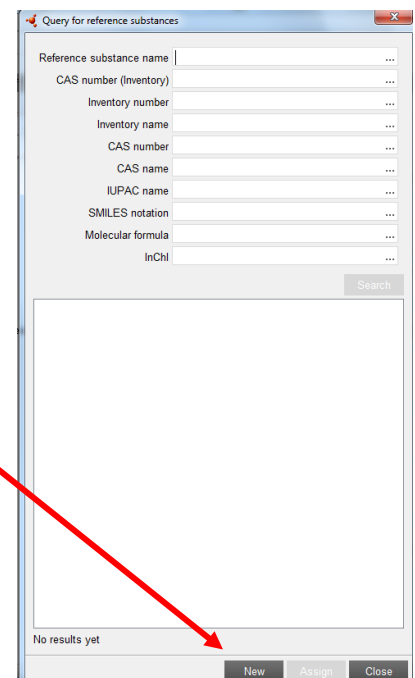 Query for reference substances
Reference substance name ...
CAS number (Inventory) ...
Inventory number ...
Inventory name ...
CAS number ...
CAS name ...
IUPAC name ...
SMILES notation ...
Molecular formula ...
InChI ...
Search
No results yet
New Assign Close